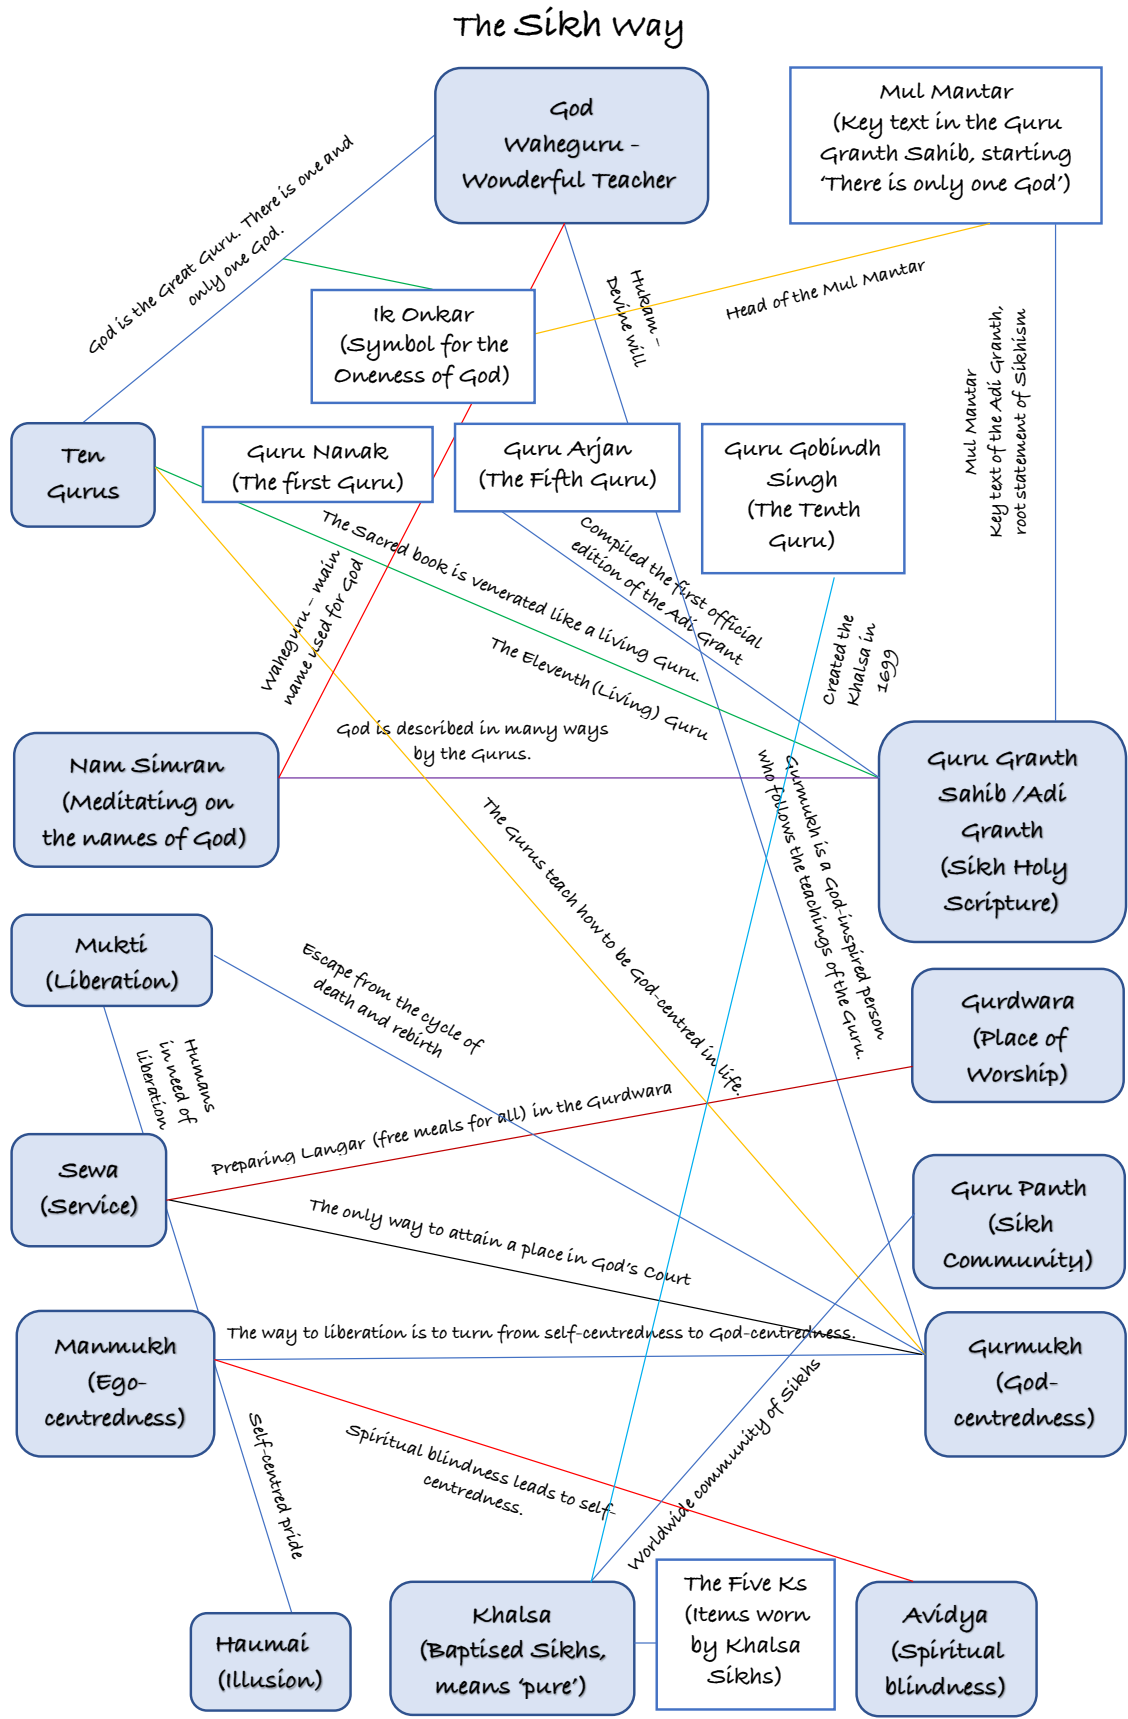 The Sikh Way
God
Waheguru -
Wonderful Teacher
Mul Mantar
(Key text in the Guru
Granth Sahib, starting
‘There is only one God’)
God is the Great Guru. There is one and
only one God.
Hukam –
Devine will
Head of the Mul Mantar
Ik Onkar
(Symbol for the
Oneness of God)
Mul Mantar
Key text of the Adi Granth,
root statement of Sikhism
Ten
Gurus
Guru Nanak
(The first Guru)
Guru Arjan
(The Fifth Guru)
Guru Gobindh
Singh
(The Tenth
Guru)
The Sacred book is venerated like a living Guru.
The Eleventh (Living) Guru
Compiled the first official
edition of the Adi Grant
Waheguru – main
name used for God
Created the
Khalsa in
1699
God is described in many ways
by the Gurus.
Nam Simran
(Meditating on
the names of God)
Guru Granth
Sahib /Adi
Granth
(Sikh Holy
Scripture)
Gurmukh is a God-inspired person
who follows the teachings of the Guru.
The Gurus teach how to be God-centred in life.
Mukti
(Liberation)
Escape from the cycle of
death and rebirth
Gurdwara
(Place of
Worship)
Humans
in need of
liberation
Preparing Langar (free meals for all) in the Gurdwara
Sewa
(Service)
The only way to attain a place in God’s Court
Guru Panth
(Sikh
Community)
Manmukh
(Ego-
centredness)
The way to liberation is to turn from self-centredness to God-centredness.
Gurmukh
(God-
centredness)
Self-centred pride
Spiritual blindness leads to self-
centredness.
Worldwide community of Sikhs
Haumai
(Illusion)
Khalsa
(Baptised Sikhs,
means ‘pure’)
The Five Ks
(Items worn
by Khalsa
Sikhs)
Avidya
(Spiritual
blindness)